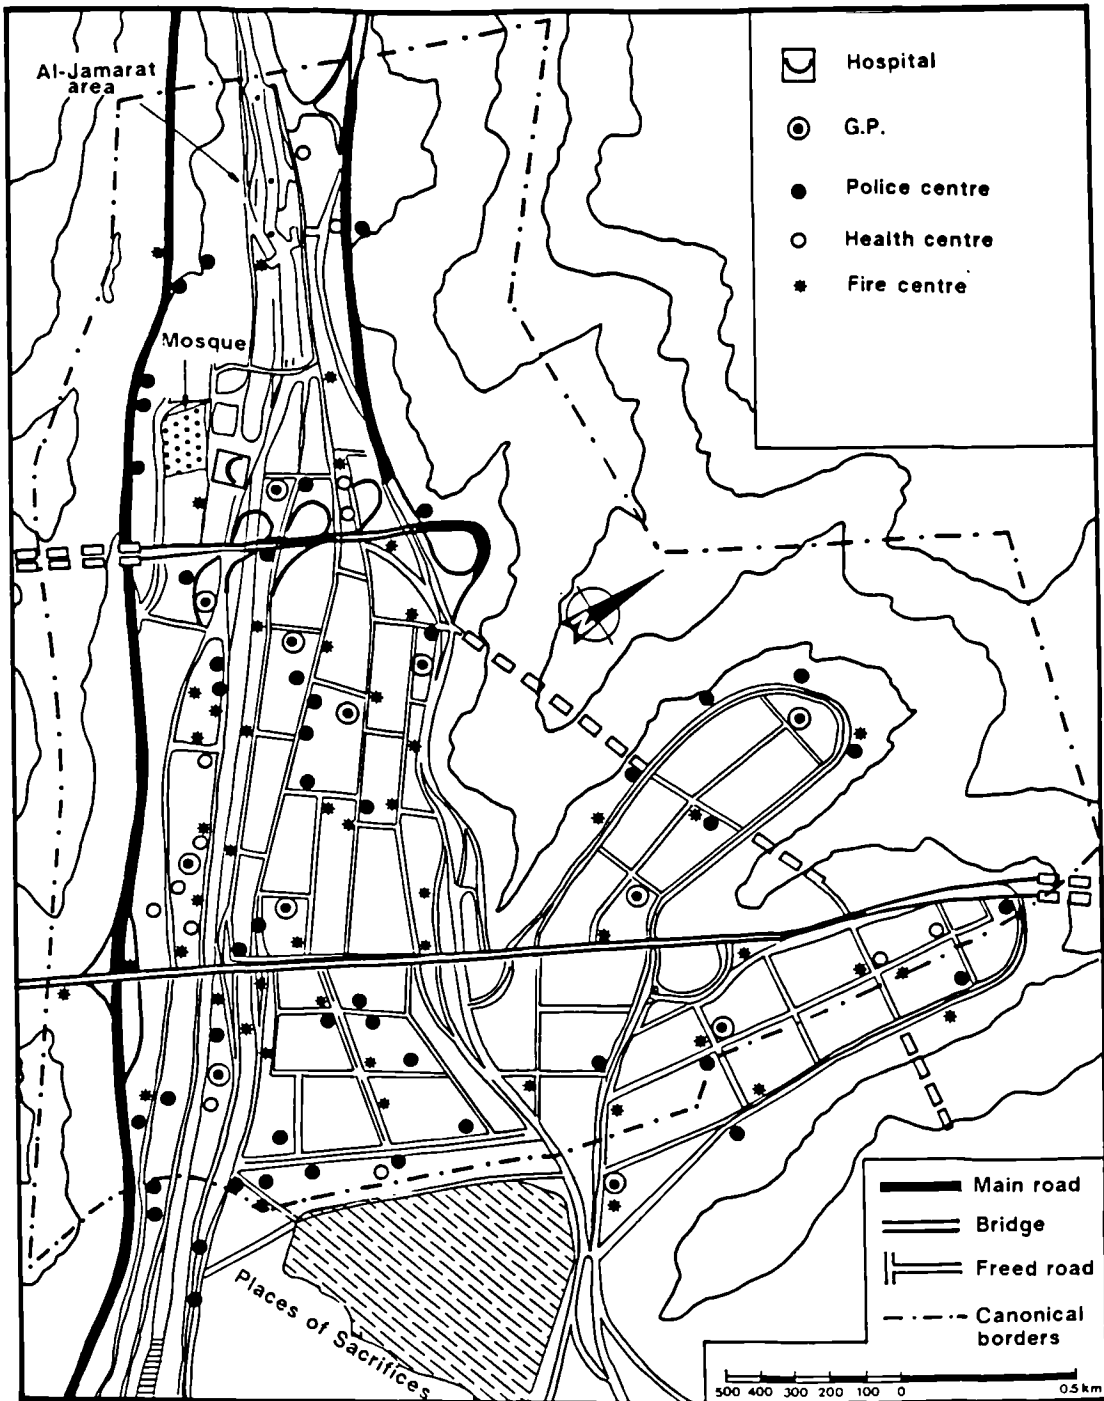 Al-Jamarat
area
Hospital
G.P.
Police centre
Health centre
Fire centre
Mosque
N
Places of Sacrifices
Main road
Bridge
Freed road
Canonical
borders
500 400 300 200 100 0 0.5 km